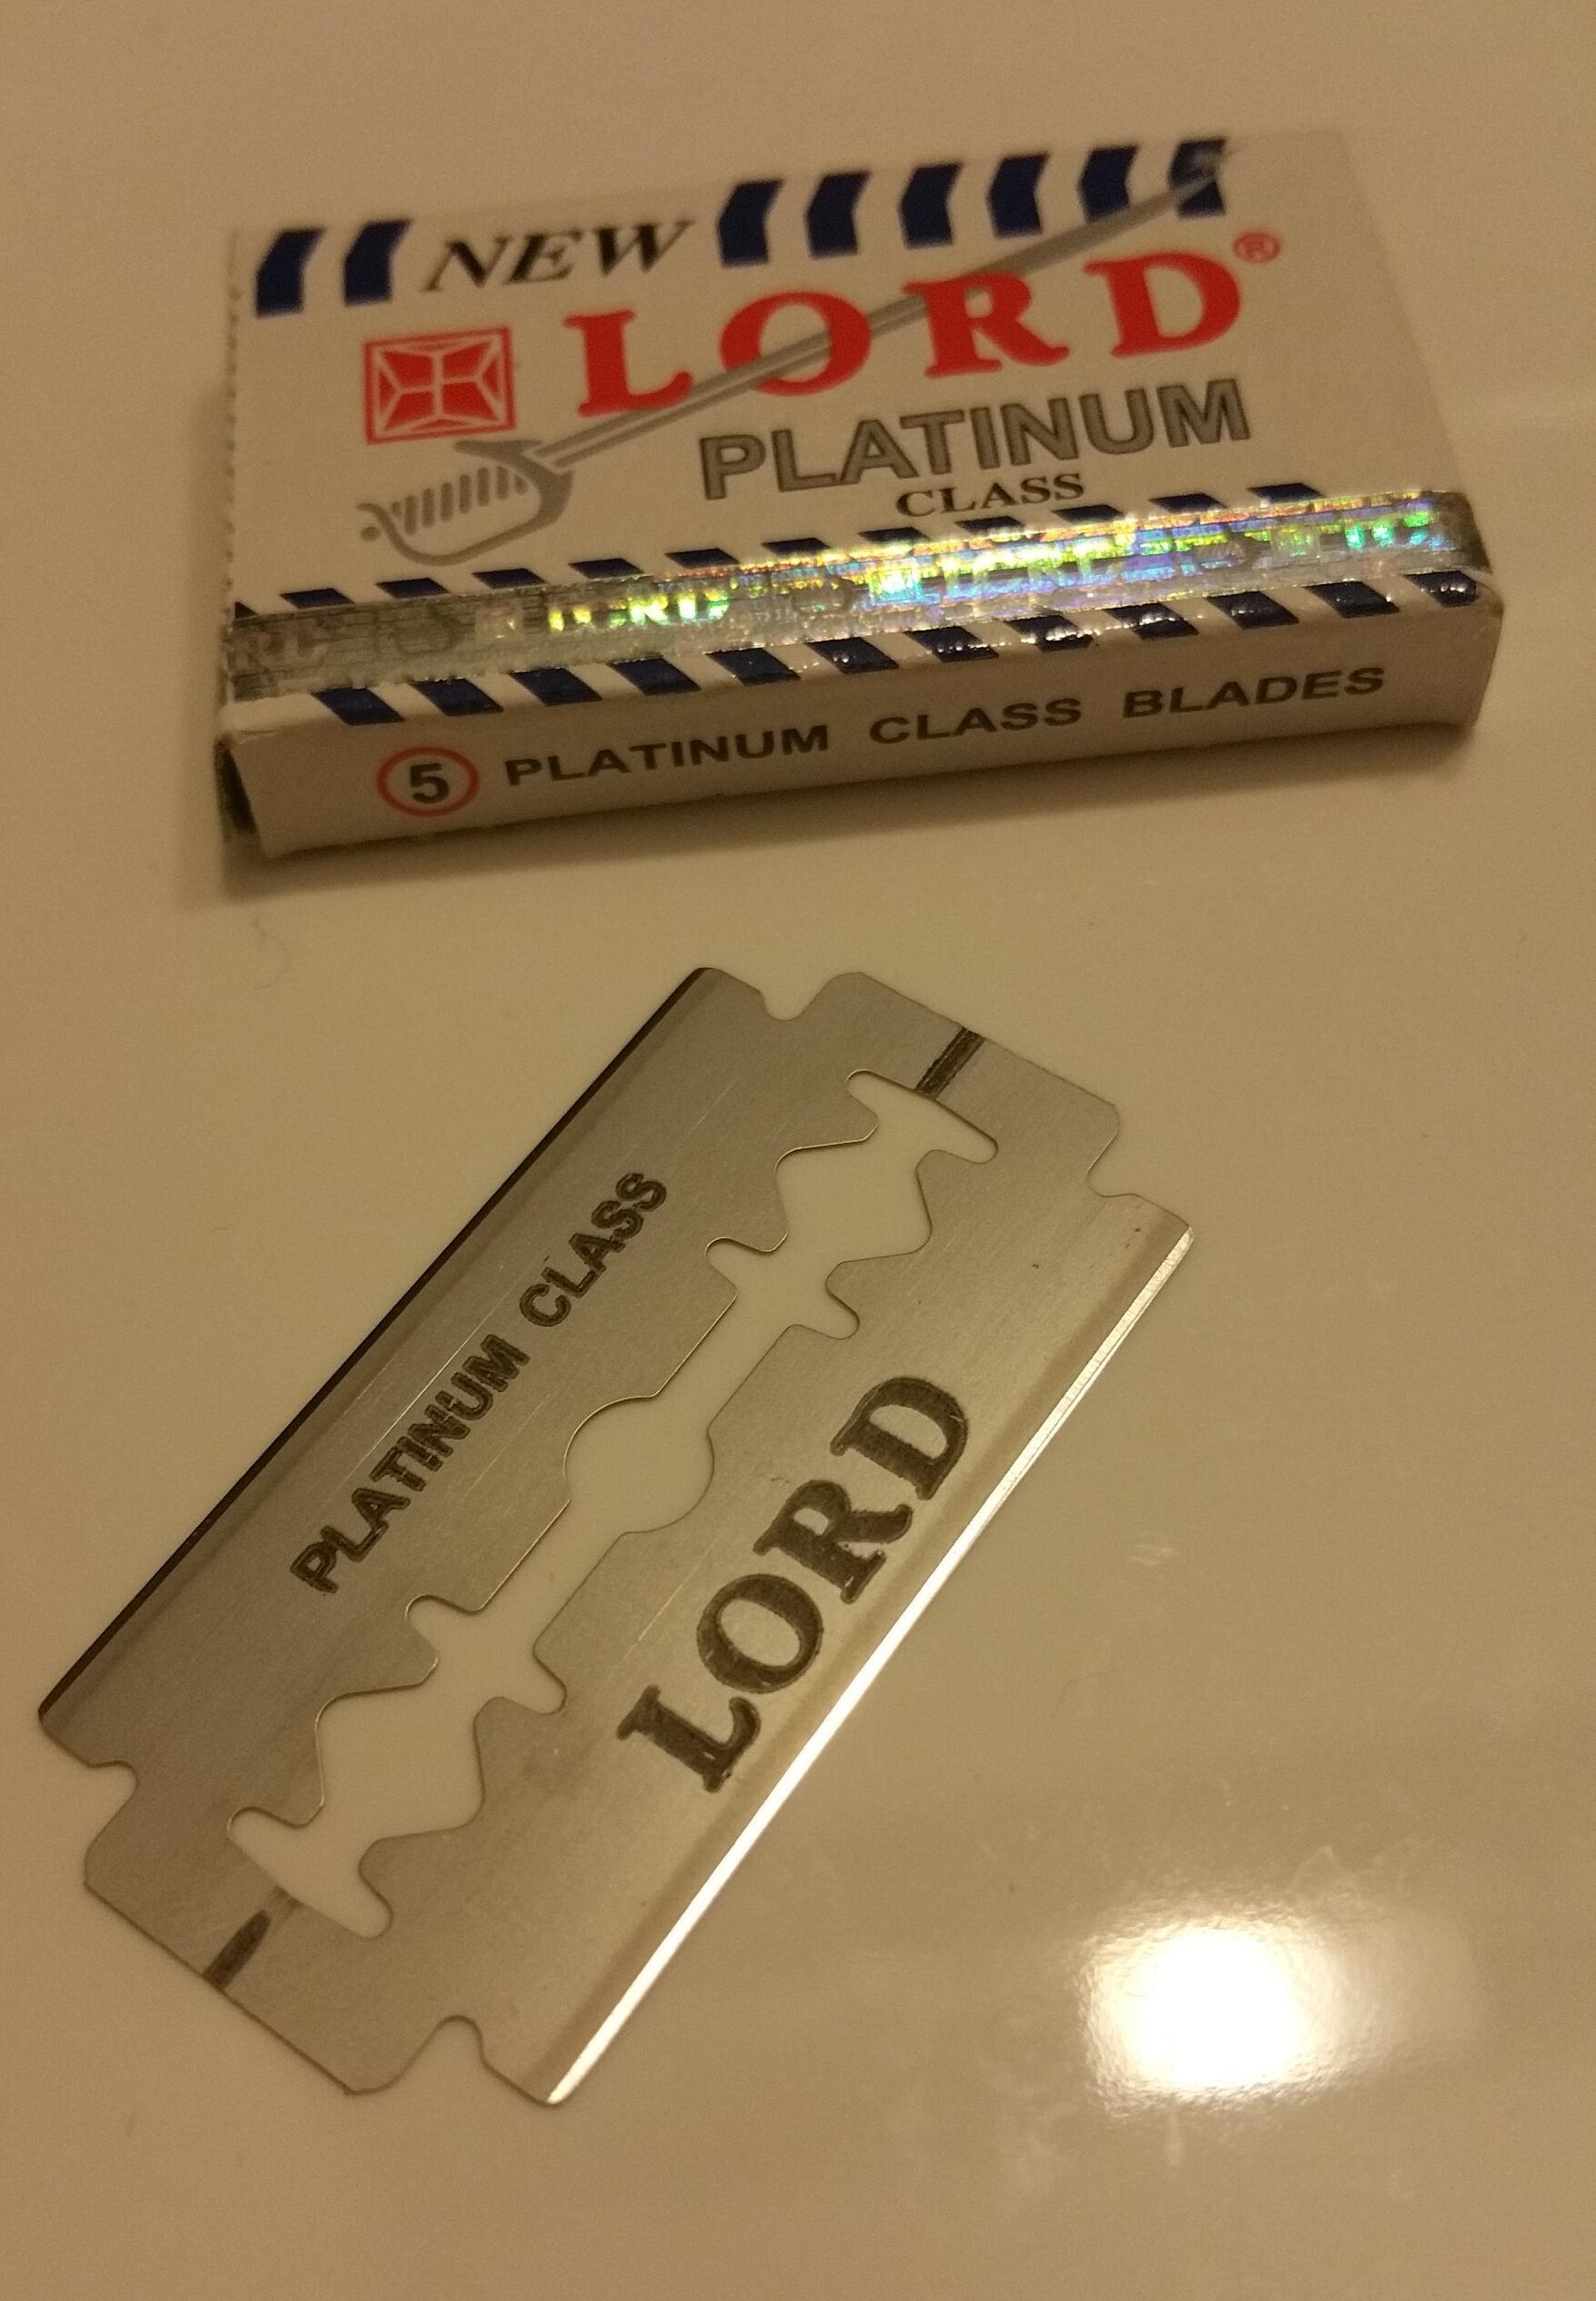 NEW
LORD®
PLATINUM
CLASS
5 PLATINUM CLASS BLADES
PLATINUM CLASS
LORD